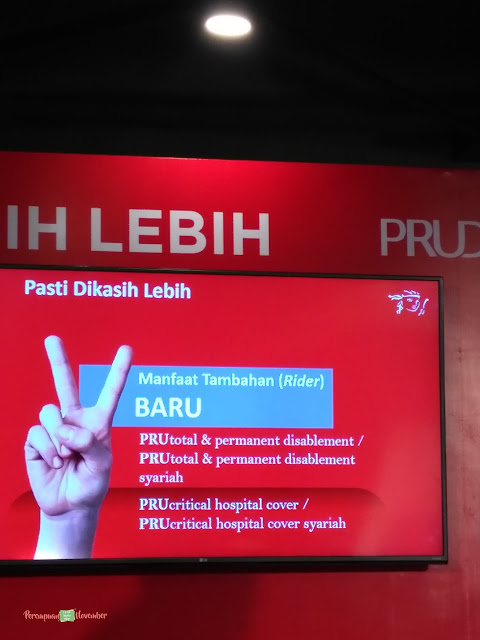 IH LEBIH
PRUD
Pasti Dikasih Lebih
Manfaat Tambahan (Rider)
BARU
PRUtotal & permanent disablement /
PRUtotal & permanent disablement
syariah
PRUcritical hospital cover /
PRUcritical hospital cover syariah
LG
Perempuan November